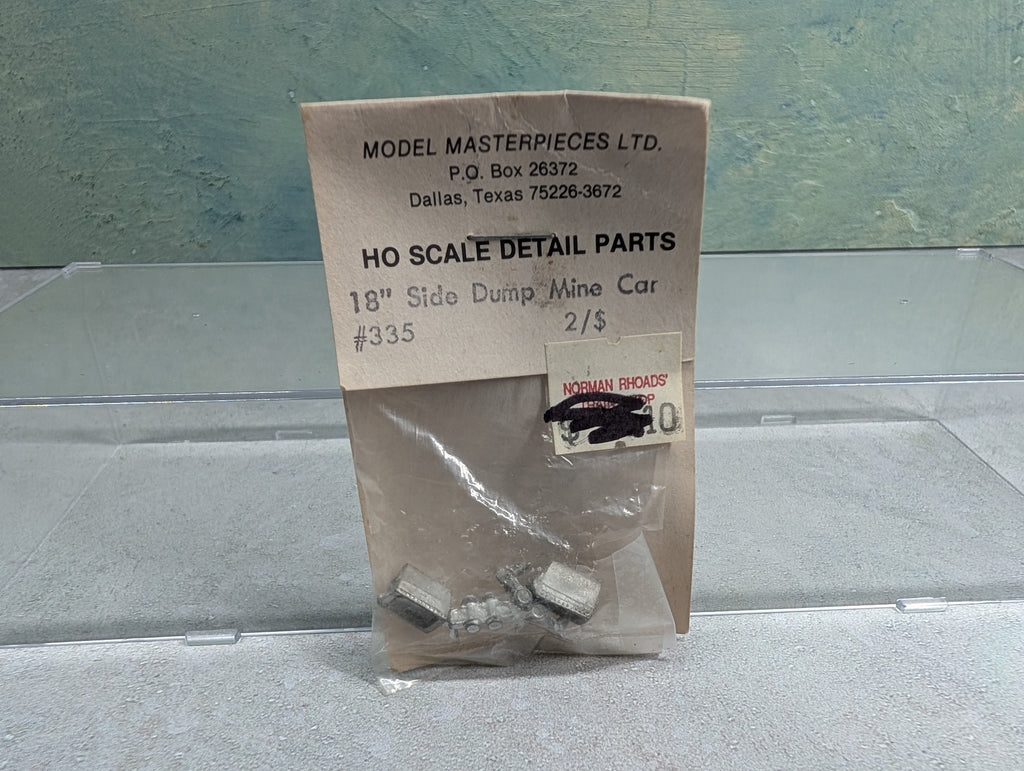 MODEL MASTERPIECES LTD.
P.O. Box 26372
Dallas, Texas 75226-3672
HO SCALE DETAIL PARTS
18" Side Dump Mine Car
#335 2/$
NORMAN RHOADS'
$ 10